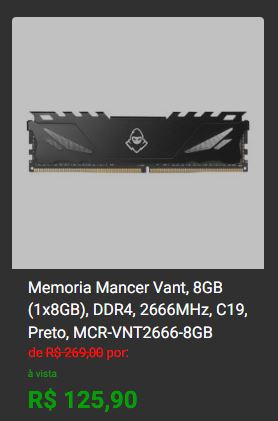 Memoria Mancer Vant, 8GB
(1x8GB), DDR4, 2666MHz, C19,
Preto, MCR-VNT2666-8GB
de R$ 269,00 por:
à vista
R$ 125,90